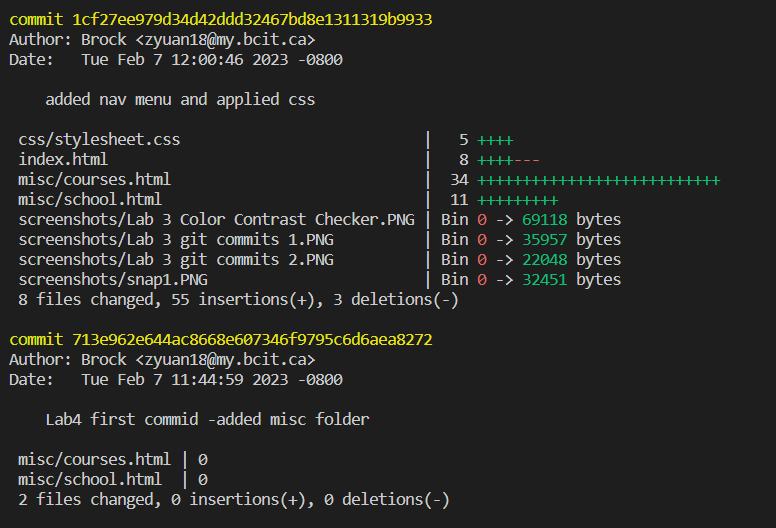 commit 1cf27ee979d34d42ddd32467bd8e1311319b9933
Author: Brock <zyuan18@my.bcit.ca>
Date:   Tue Feb 7 12:00:46 2023 -0800
added nav menu and applied css
css/stylesheet.css | 5 ++++
index.html | 8 ++++---
misc/courses.html | 34 +++++++++++++++++++++++++++
misc/school.html | 11 +++++++++
screenshots/Lab 3 Color Contrast Checker.PNG | Bin 0 -> 69118 bytes
screenshots/Lab 3 git commits 1.PNG | Bin 0 -> 35957 bytes
screenshots/Lab 3 git commits 2.PNG | Bin 0 -> 22048 bytes
screenshots/snap1.PNG | Bin 0 -> 32451 bytes
8 files changed, 55 insertions(+), 3 deletions(-)
commit 713e962e644ac8668e607346f9795c6d6aea8272
Author: Brock <zyuan18@my.bcit.ca>
Date:   Tue Feb 7 11:44:59 2023 -0800
Lab4 first commid -added misc folder
misc/courses.html | 0
misc/school.html  | 0
2 files changed, 0 insertions(+), 0 deletions(-)